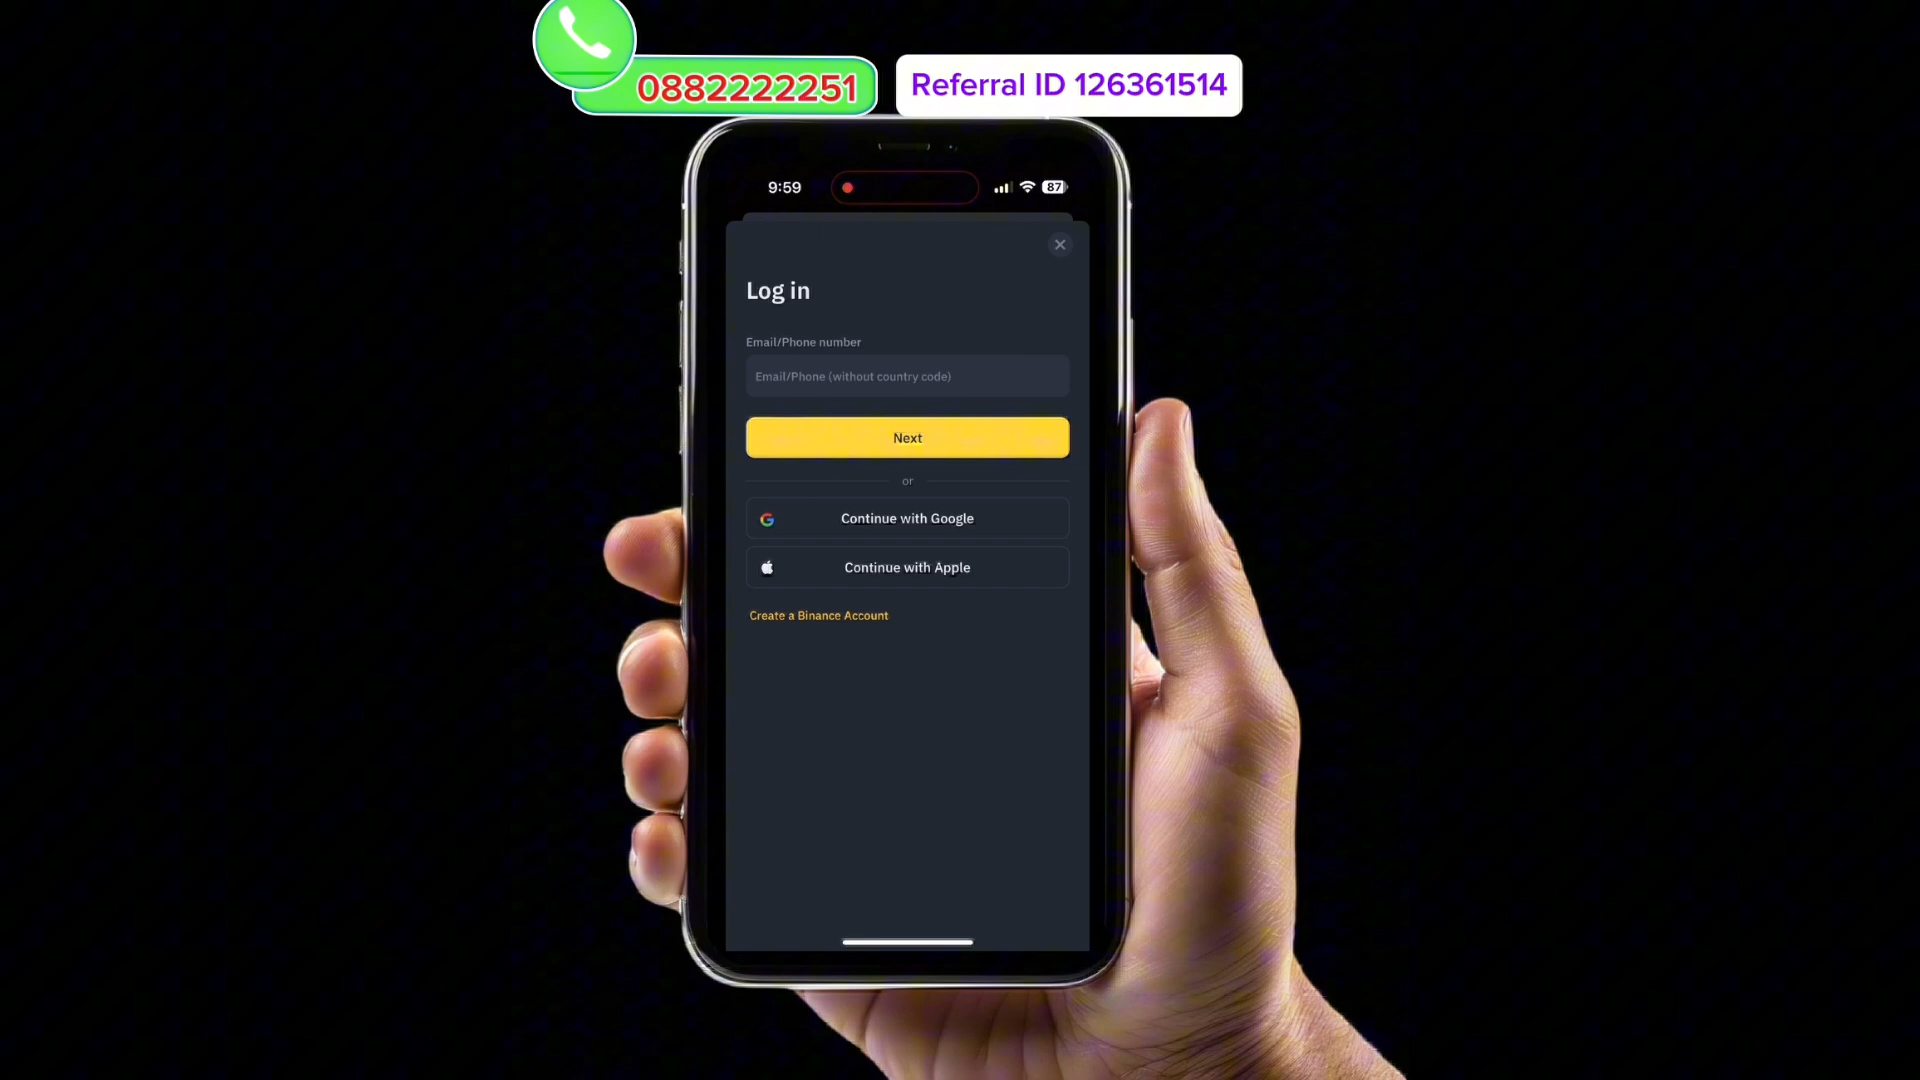 0882222251
Referral ID 126361514
9:59
87
Log in
Email/Phone number
Email/Phone (without country code)
Next
or
Continue with Google
Continue with Apple
Create a Binance Account